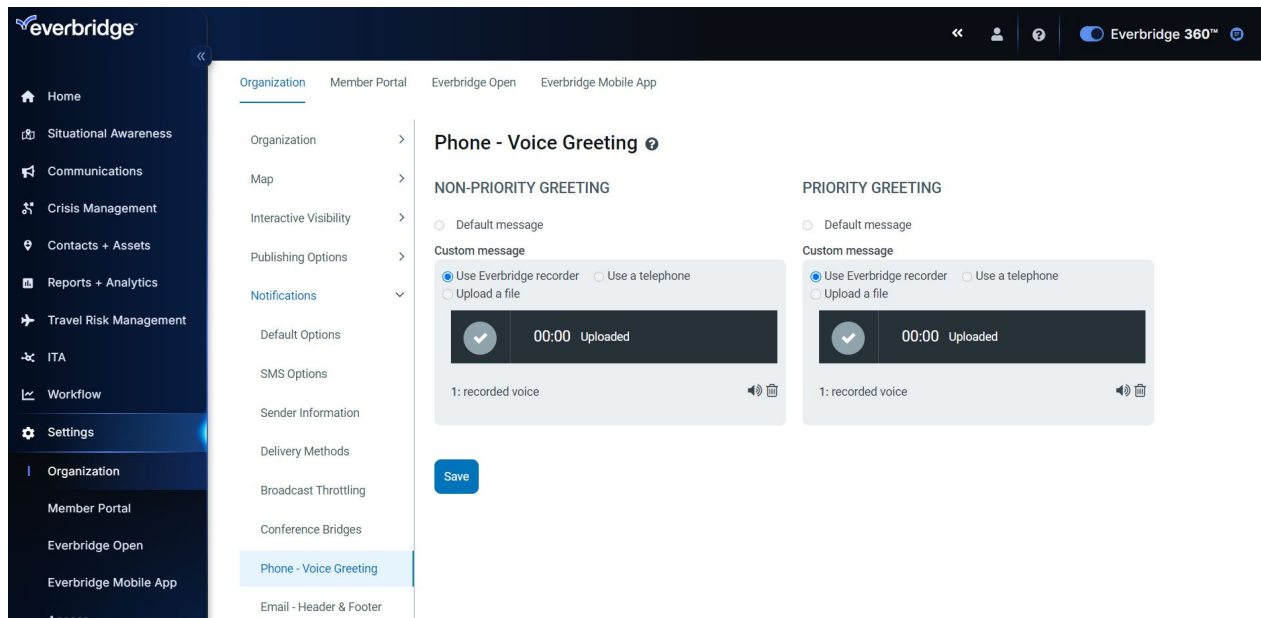 everbridge
Everbridge 360™
Home
Situational Awareness
Communications
Crisis Management
Contacts + Assets
Reports + Analytics
Travel Risk Management
ITA
Workflow
Settings
Organization
Member Portal
Everbridge Open
Everbridge Mobile App
Organization Member Portal Everbridge Open Everbridge Mobile App
Organization
Map
Interactive Visibility
Publishing Options
Notifications
Default Options
SMS Options
Sender Information
Delivery Methods
Broadcast Throttling
Conference Bridges
Phone - Voice Greeting
Email - Header & Footer
Phone - Voice Greeting
NON-PRIORITY GREETING
Default message
Custom message
Use Everbridge recorder Use a telephone
Upload a file
00:00 Uploaded
1: recorded voice
PRIORITY GREETING
Default message
Custom message
Use Everbridge recorder Use a telephone
Upload a file
00:00 Uploaded
1: recorded voice
Save